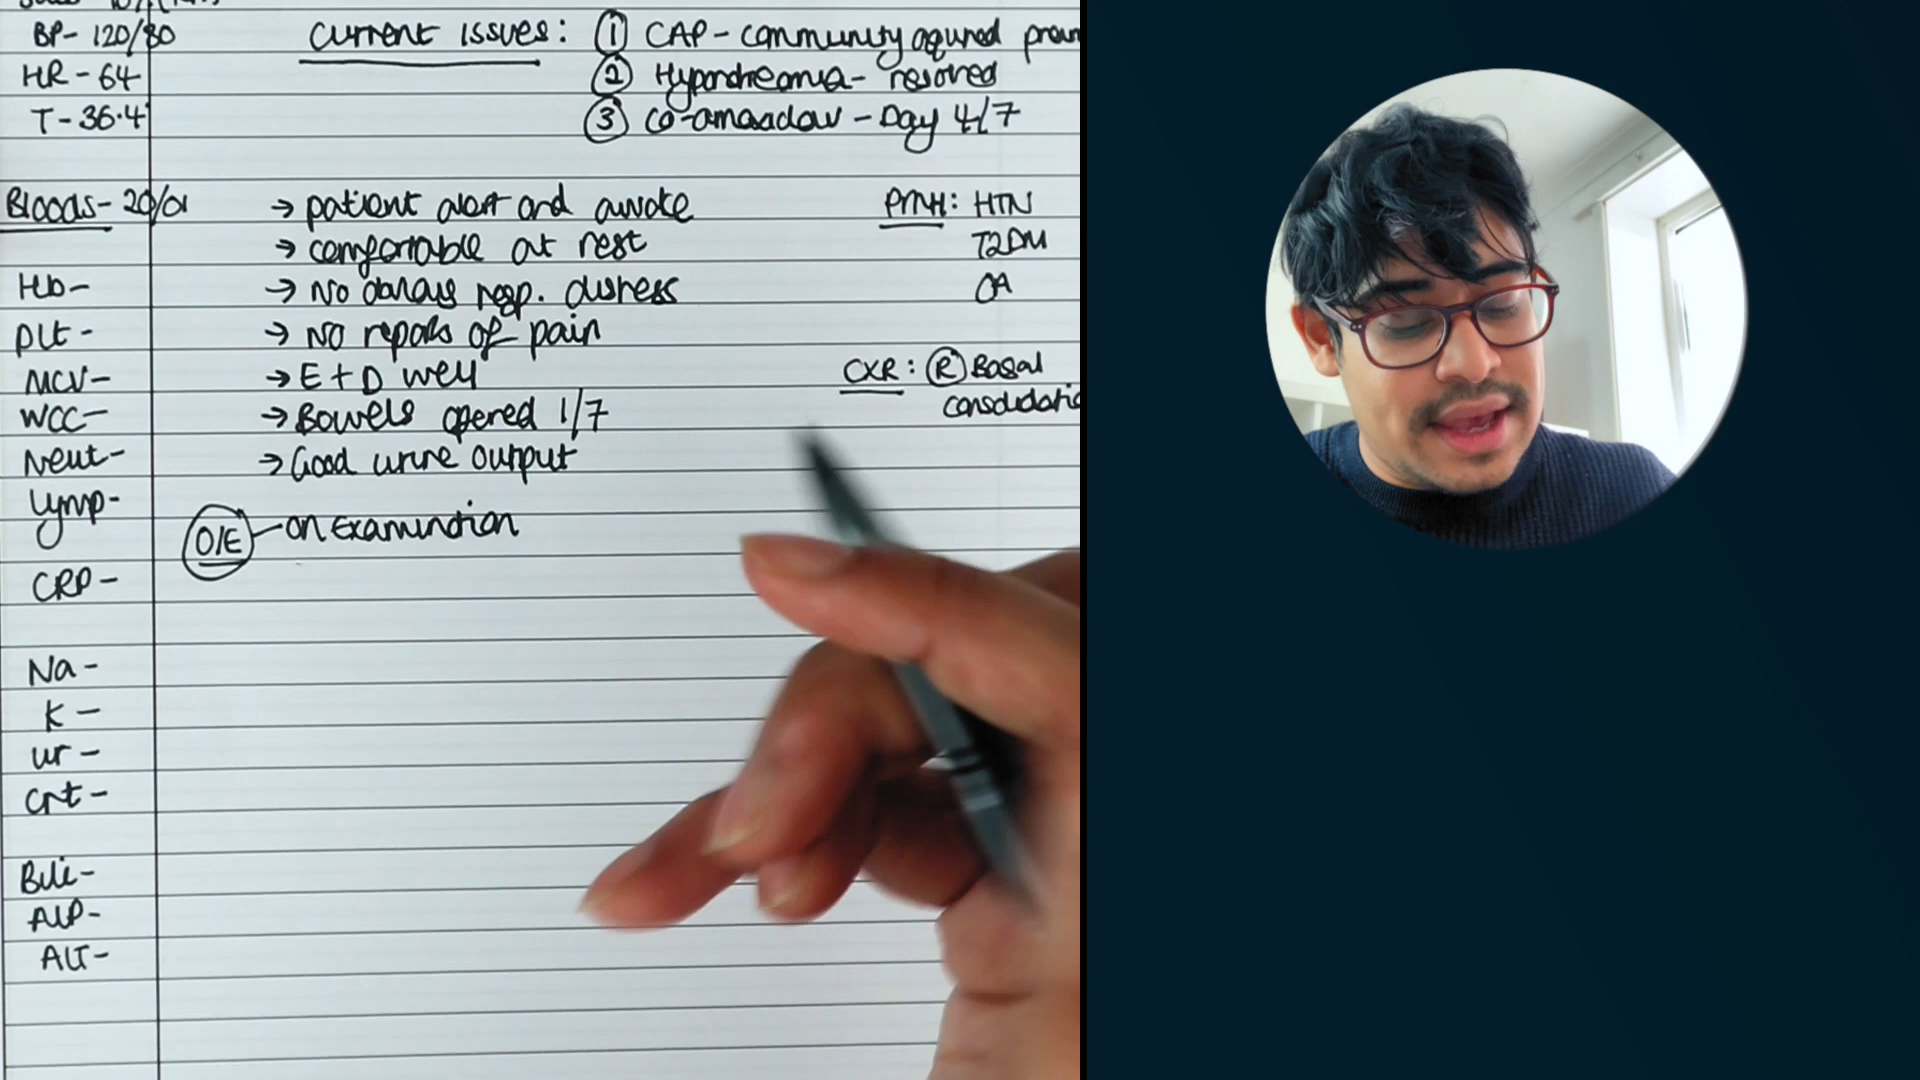 BP- 120/80
HR - 64
T - 36.4
Current Issues: ① CAP - Community aqured
② Hyponatreamia - resolved
③ Co-amoxiclav - Day 4/7
Bloods - 20/01
Hb -
PLt -
MCV -
WCC -
Neut -
Lymp -
CRP -
Na -
K -
Ur -
Crt -
Bili -
ALP -
ALT -
→ patient alert and awake
→ comfortable at rest
→ No obvious resp. distress
→ No reports of pain
→ E + D well
→ Bowels opened 1/7
→ Good urine output
O/E - on Examination
PMH: HTN
T2DM
OA
CXR: Ⓡ Basal